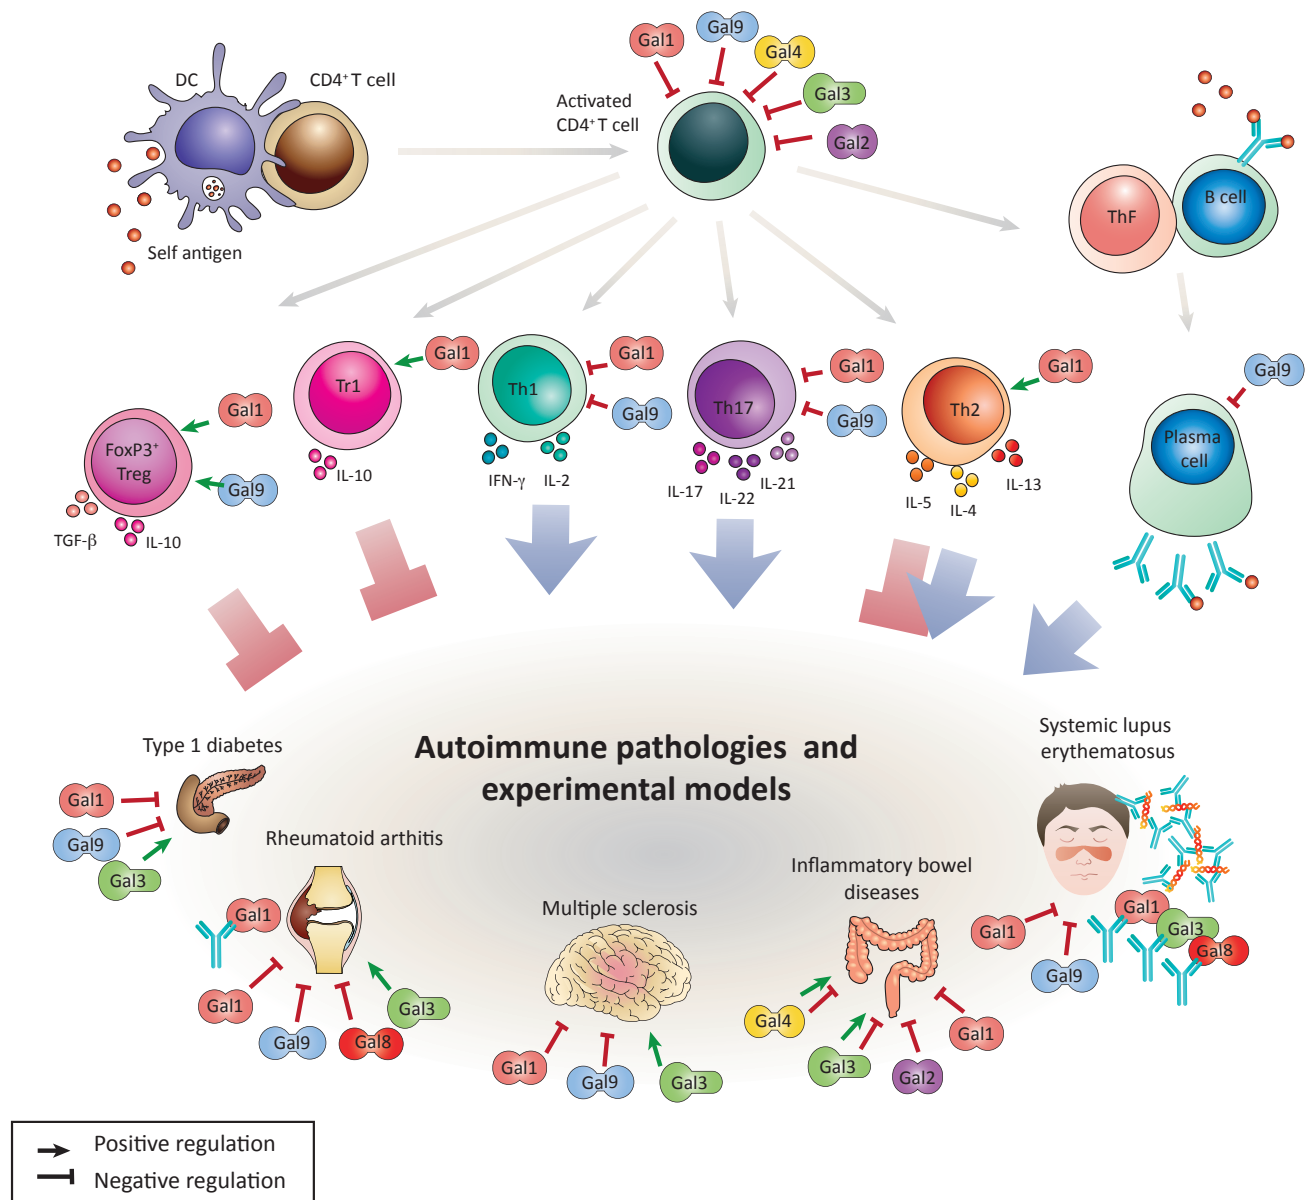 Gal1
Gal9
Gal4
Gal3
Gal2
DC
CD4⁺ T cell
Activated
CD4⁺T cell
Self antigen
ThF
B cell
Tr1
Gal1
Th1
Gal1
Gal9
Th17
Gal1
Gal9
Th2
Gal1
Gal9
Plasma
cell
FoxP3⁺
Treg
Gal1
Gal9
TGF-β
IL-10
IL-10
IFN-γ
IL-2
IL-17
IL-22
IL-21
IL-5
IL-4
IL-13
Autoimmune pathologies and
experimental models
Type 1 diabetes
Gal1
Gal9
Gal3
Rheumatoid arthitis
Gal1
Gal1
Gal9
Gal8
Gal3
Multiple sclerosis
Gal1
Gal9
Gal3
Inflammatory bowel
diseases
Gal4
Gal3
Gal2
Gal1
Systemic lupus
erythematosus
Gal1
Gal9
Gal1
Gal3
Gal8
Positive regulation
Negative regulation